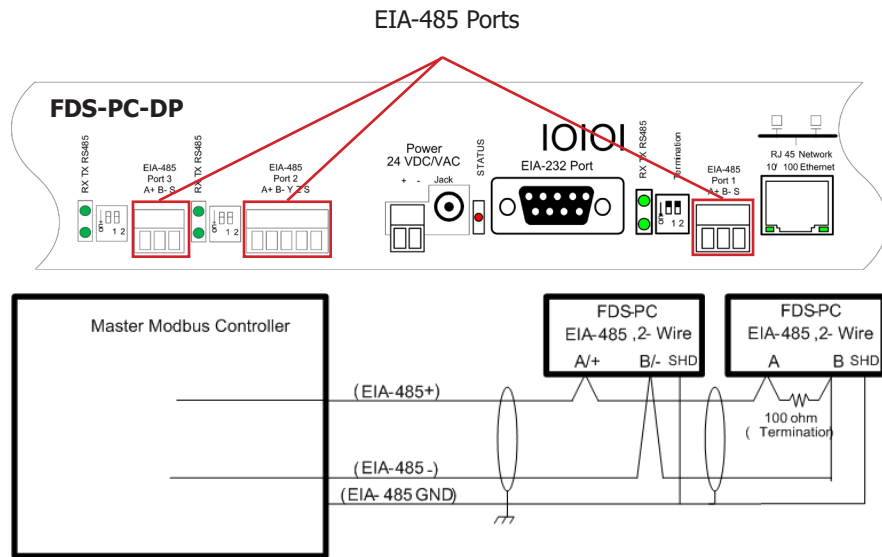 EIA-485 Ports
FDS-PC-DP
RX TX RS485
ON
1 2
EIA-485
Port 3
A+ B- S
RX TX RS485
ON
1 2
EIA-485
Port 2
A+ B- Y Z S
Power
24 VDC/VAC
+ - Jack
STATUS
IOIOI
EIA-232 Port
RX TX RS485
Termination
ON
1 2
EIA-485
Port 1
A+ B- S
RJ 45 Network
10/ 100 Ethernet
Master Modbus Controller
(EIA-485+)
(EIA-485-)
(EIA- 485 GND)
FDS-PC
EIA-485 ,2- Wire
A/+ B/- SHD
FDS-PC
EIA-485 ,2- Wire
A B SHD
100 ohm
( Termination)